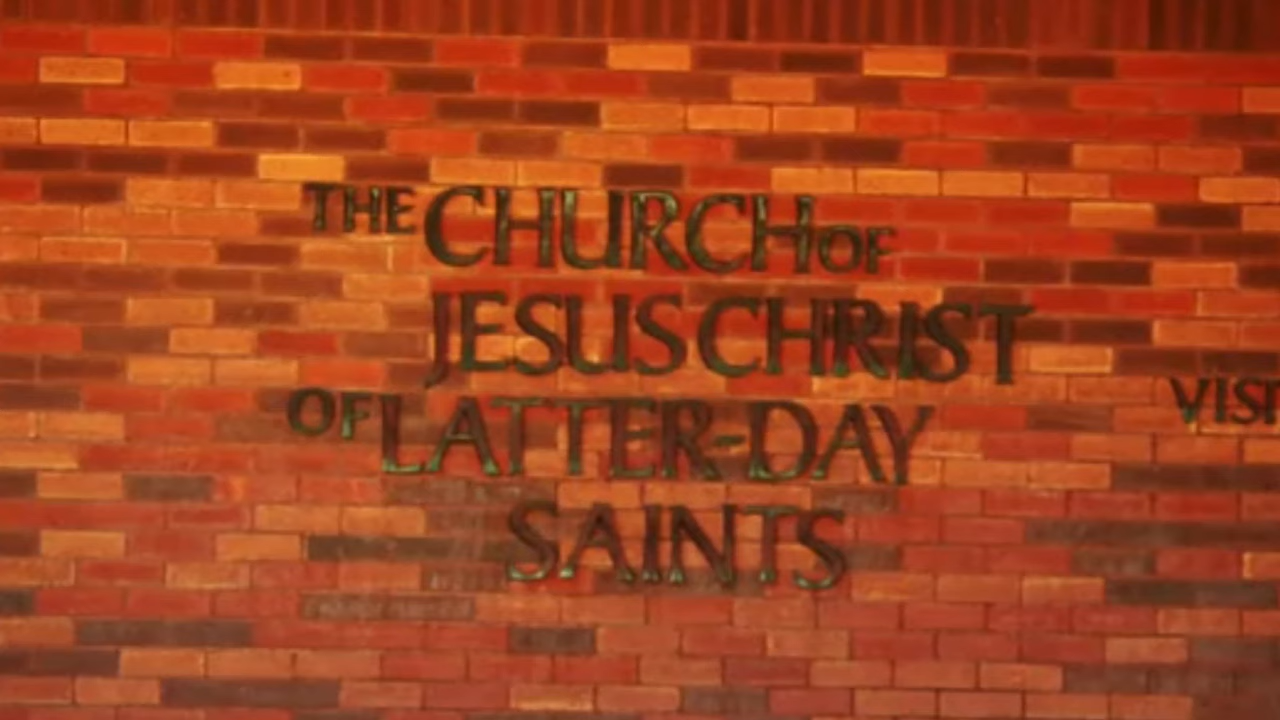 THE CHURCH OF
JESUS CHRIST
OF LATTER-DAY
SAINTS